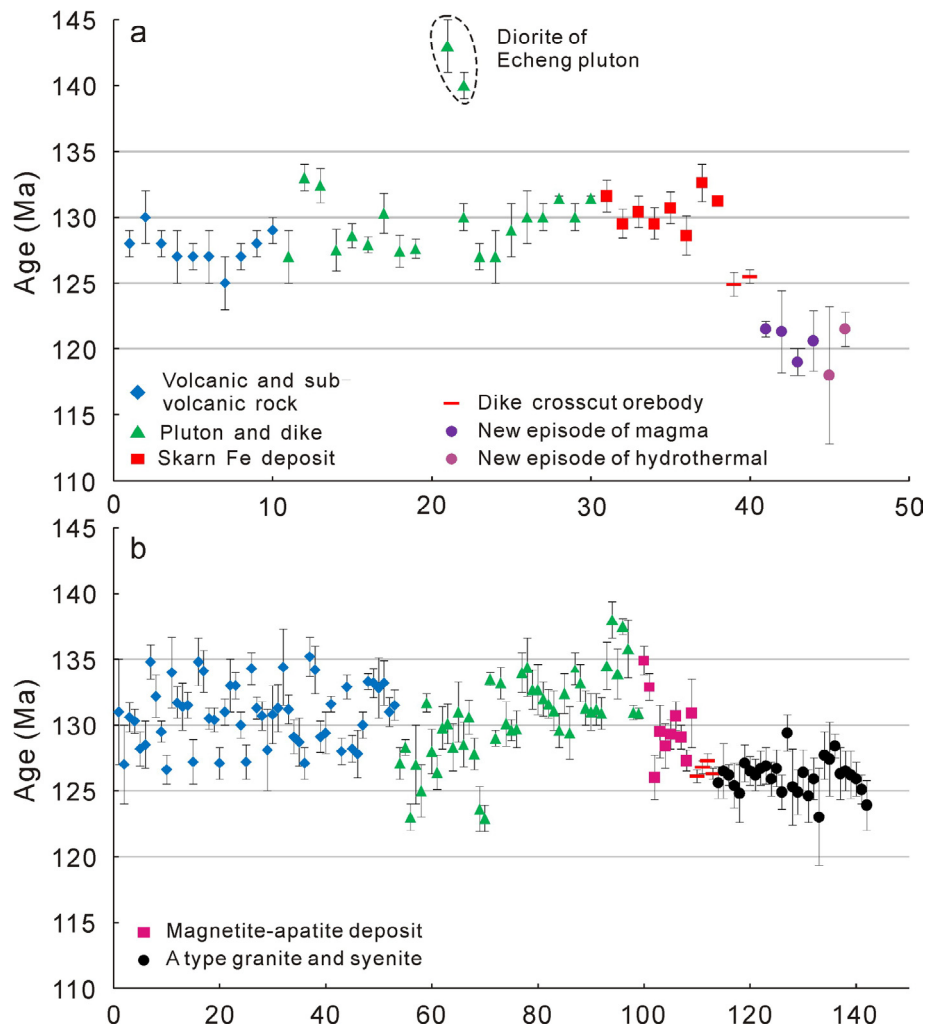 a
Diorite of
Echeng pluton
Age (Ma)
145
140
135
130
125
120
115
110
Volcanic and sub
volcanic rock
Pluton and dike
Skarn Fe deposit
Dike crosscut orebody
New episode of magma
New episode of hydrothermal
0 10 20 30 40 50
b
Age (Ma)
145
140
135
130
125
120
115
110
Magnetite-apatite deposit
A type granite and syenite
0 20 40 60 80 100 120 140